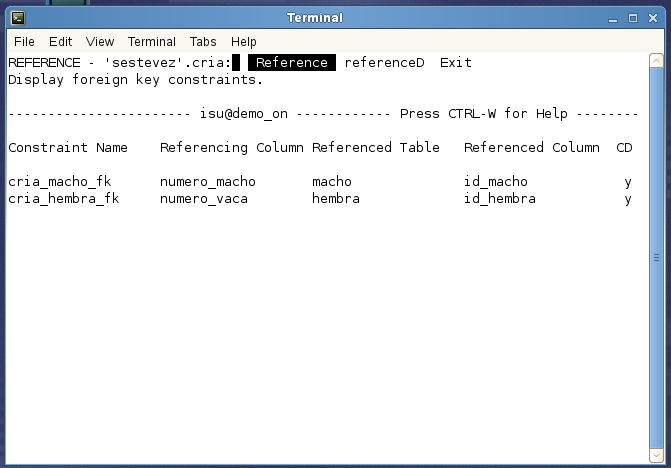 Terminal
File Edit View Terminal Tabs Help
REFERENCE - 'sestevez'.cria: Reference referenceD Exit
Display foreign key constraints.
----------------------- isu@demo_on ------------ Press CTRL-W for Help --------
Constraint Name Referencing Column Referenced Table Referenced Column CD
cria_macho_fk numero_macho macho id_macho y
cria_hembra_fk numero_vaca hembra id_hembra y